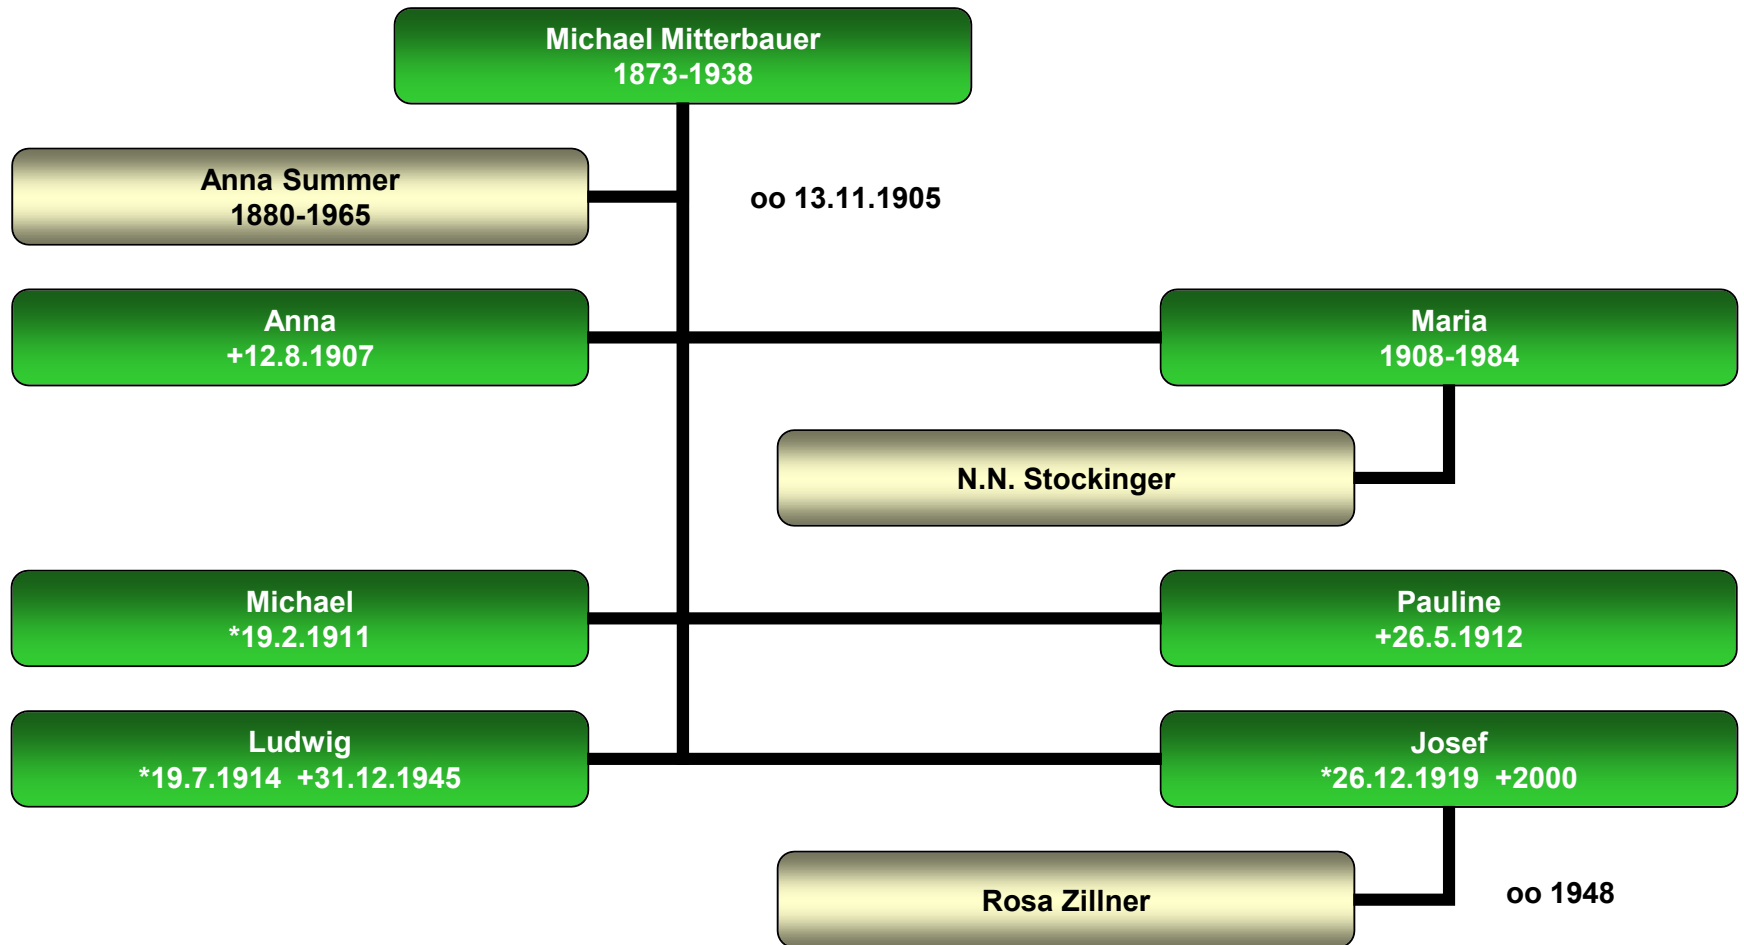 Michael Mitterbauer
1873-1938
Anna Summer
1880-1965
oo 13.11.1905
Anna
+12.8.1907
Maria
1908-1984
N.N. Stockinger
Michael
*19.2.1911
Pauline
+26.5.1912
Ludwig
*19.7.1914  +31.12.1945
Josef
*26.12.1919  +2000
Rosa Zillner
oo 1948